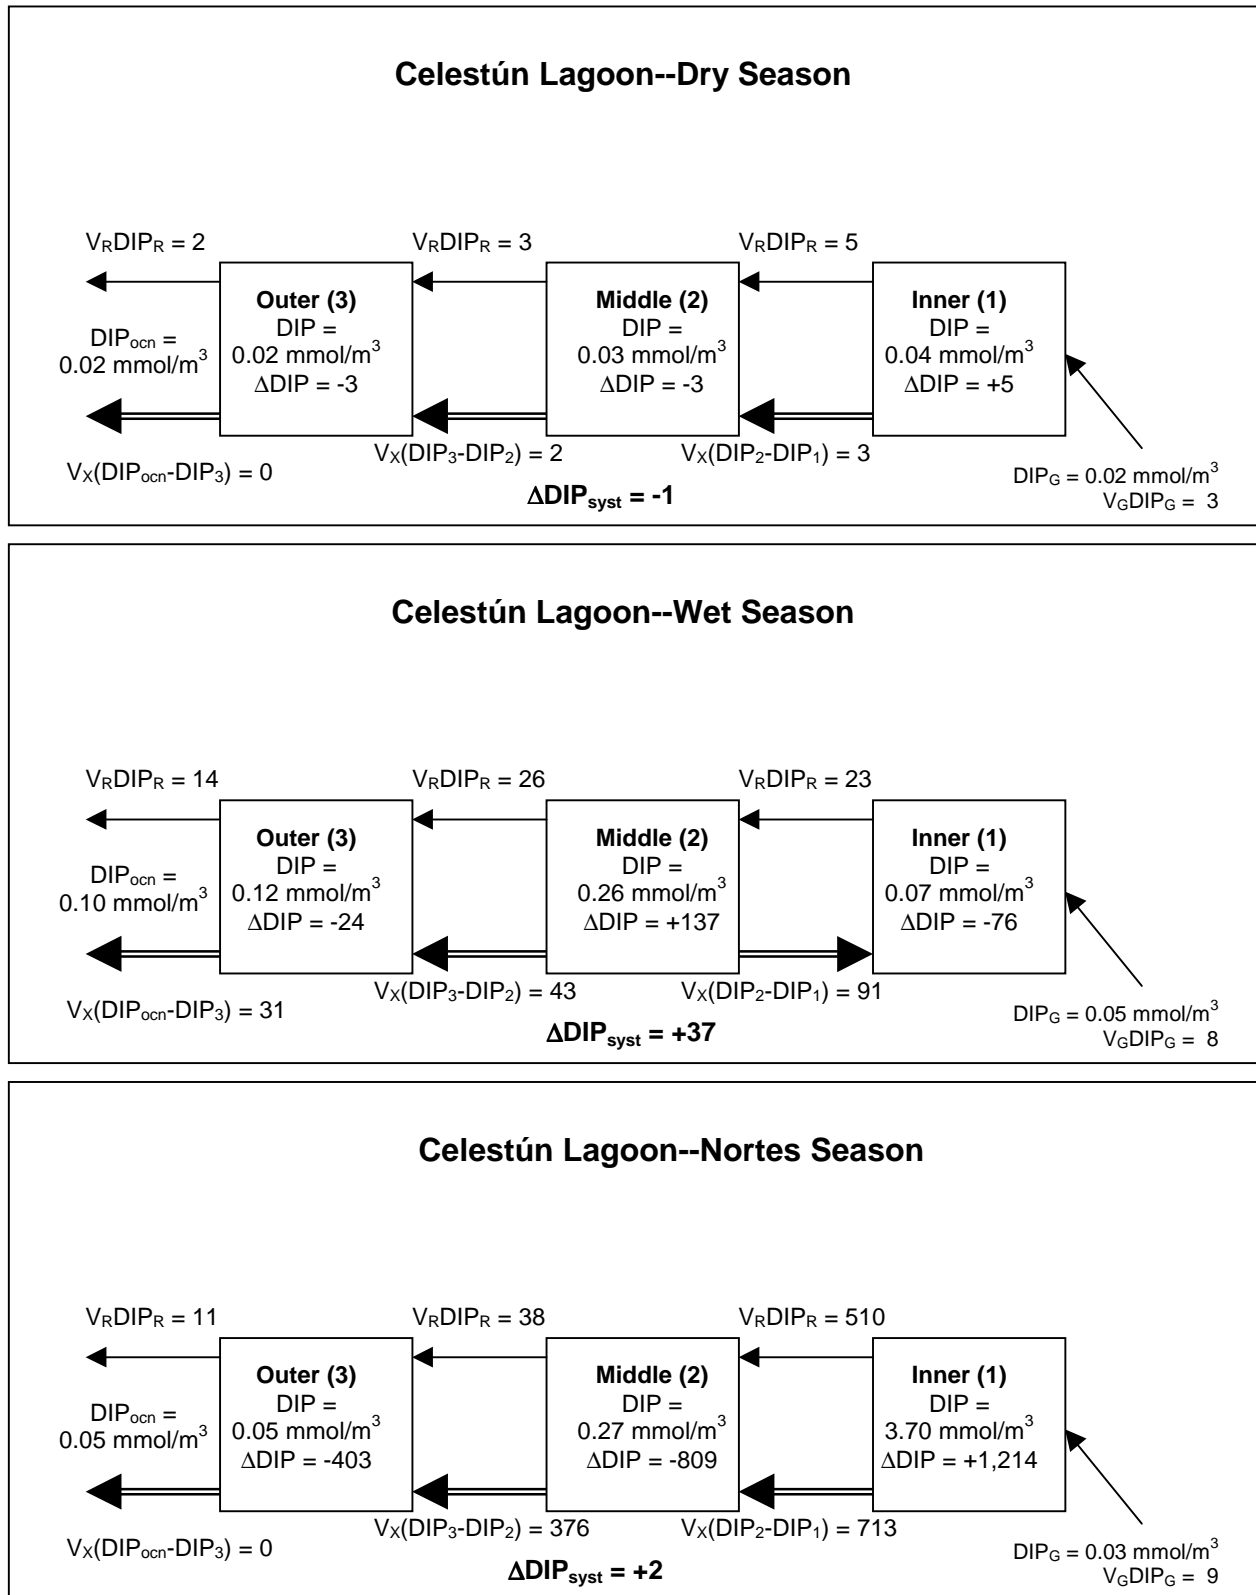 Celestún Lagoon--Dry Season
VRDIPR = 2
VRDIPR = 3
VRDIPR = 5
DIPocn =
0.02 mmol/m3
Outer (3)
DIP =
0.02 mmol/m3
ΔDIP = -3
Middle (2)
DIP =
0.03 mmol/m3
ΔDIP = -3
Inner (1)
DIP =
0.04 mmol/m3
ΔDIP = +5
VX(DIPocn-DIP3) = 0
VX(DIP3-DIP2) = 2
VX(DIP2-DIP1) = 3
DIPG = 0.02 mmol/m3
VGDIPG = 3
ΔDIPsyst = -1
Celestún Lagoon--Wet Season
VRDIPR = 14
VRDIPR = 26
VRDIPR = 23
DIPocn =
0.10 mmol/m3
Outer (3)
DIP =
0.12 mmol/m3
ΔDIP = -24
Middle (2)
DIP =
0.26 mmol/m3
ΔDIP = +137
Inner (1)
DIP =
0.07 mmol/m3
ΔDIP = -76
VX(DIPocn-DIP3) = 31
VX(DIP3-DIP2) = 43
VX(DIP2-DIP1) = 91
DIPG = 0.05 mmol/m3
VGDIPG = 8
ΔDIPsyst = +37
Celestún Lagoon--Nortes Season
VRDIPR = 11
VRDIPR = 38
VRDIPR = 510
DIPocn =
0.05 mmol/m3
Outer (3)
DIP =
0.05 mmol/m3
ΔDIP = -403
Middle (2)
DIP =
0.27 mmol/m3
ΔDIP = -809
Inner (1)
DIP =
3.70 mmol/m3
ΔDIP = +1,214
VX(DIPocn-DIP3) = 0
VX(DIP3-DIP2) = 376
VX(DIP2-DIP1) = 713
DIPG = 0.03 mmol/m3
VGDIPG = 9
ΔDIPsyst = +2